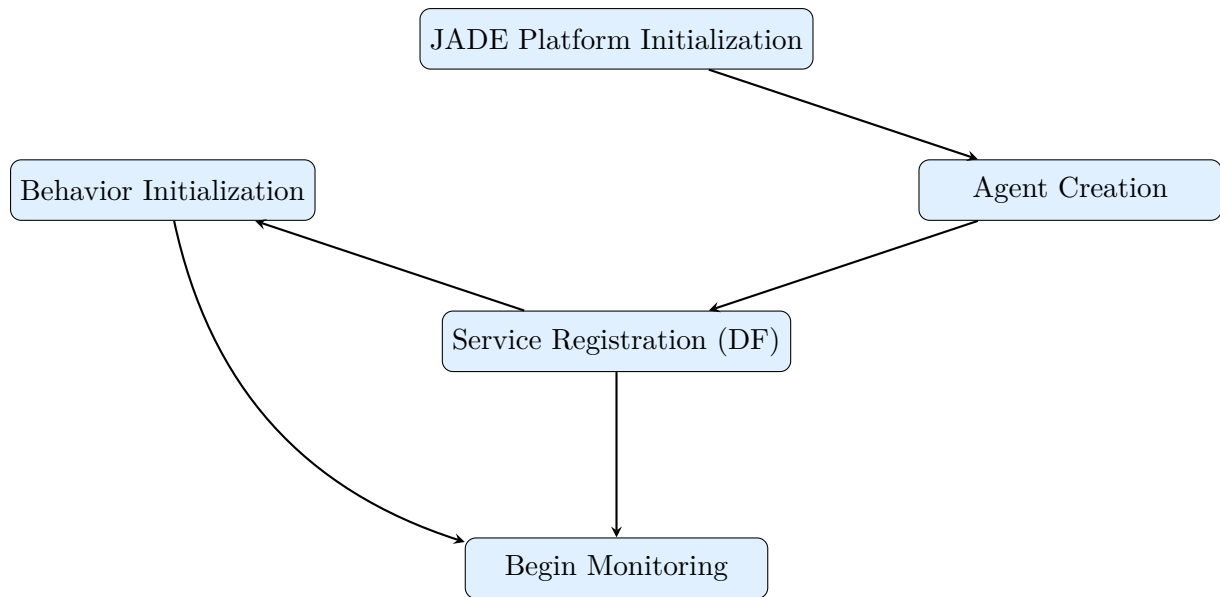 JADE Platform Initialization
Behavior Initialization
Agent Creation
Service Registration (DF)
Begin Monitoring